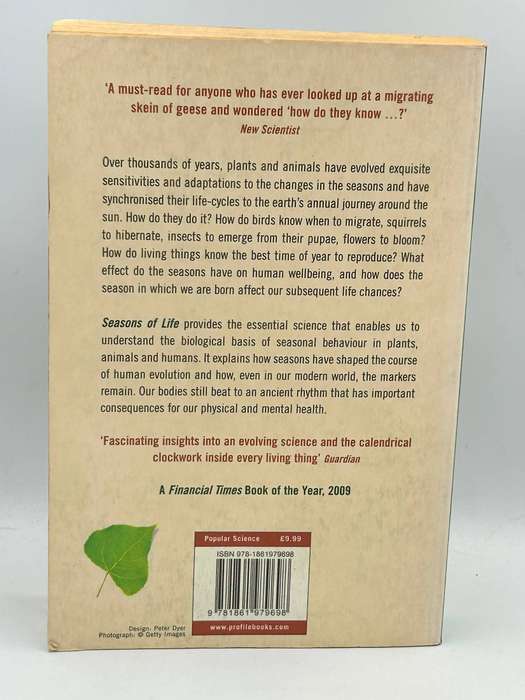 ‘A must-read for anyone who has ever looked up at a migrating
skein of geese and wondered ‘how do they know ...?’
New Scientist
Over thousands of years, plants and animals have evolved exquisite
sensitivities and adaptations to the changes in the seasons and have
synchronised their life-cycles to the earth’s annual journey around the
sun. How do they do it? How do birds know when to migrate, squirrels
to hibernate, insects to emerge from their pupae, flowers to bloom?
How do living things know the best time of year to reproduce? What
effect do the seasons have on human wellbeing, and how does the
season in which we are born affect our subsequent life chances?
Seasons of Life provides the essential science that enables us to
understand the biological basis of seasonal behaviour in plants,
animals and humans. It explains how seasons have shaped the course
of human evolution and how, even in our modern world, the markers
remain. Our bodies still beat to an ancient rhythm that has important
consequences for our physical and mental health.
‘Fascinating insights into an evolving science and the calendrical
clockwork inside every living thing’ Guardian
A Financial Times Book of the Year, 2009
Popular Science £9.99
ISBN 978-1861979698
9 781861 979698
www.profilebooks.com
Design: Peter Dyer
Photograph: © Getty Images